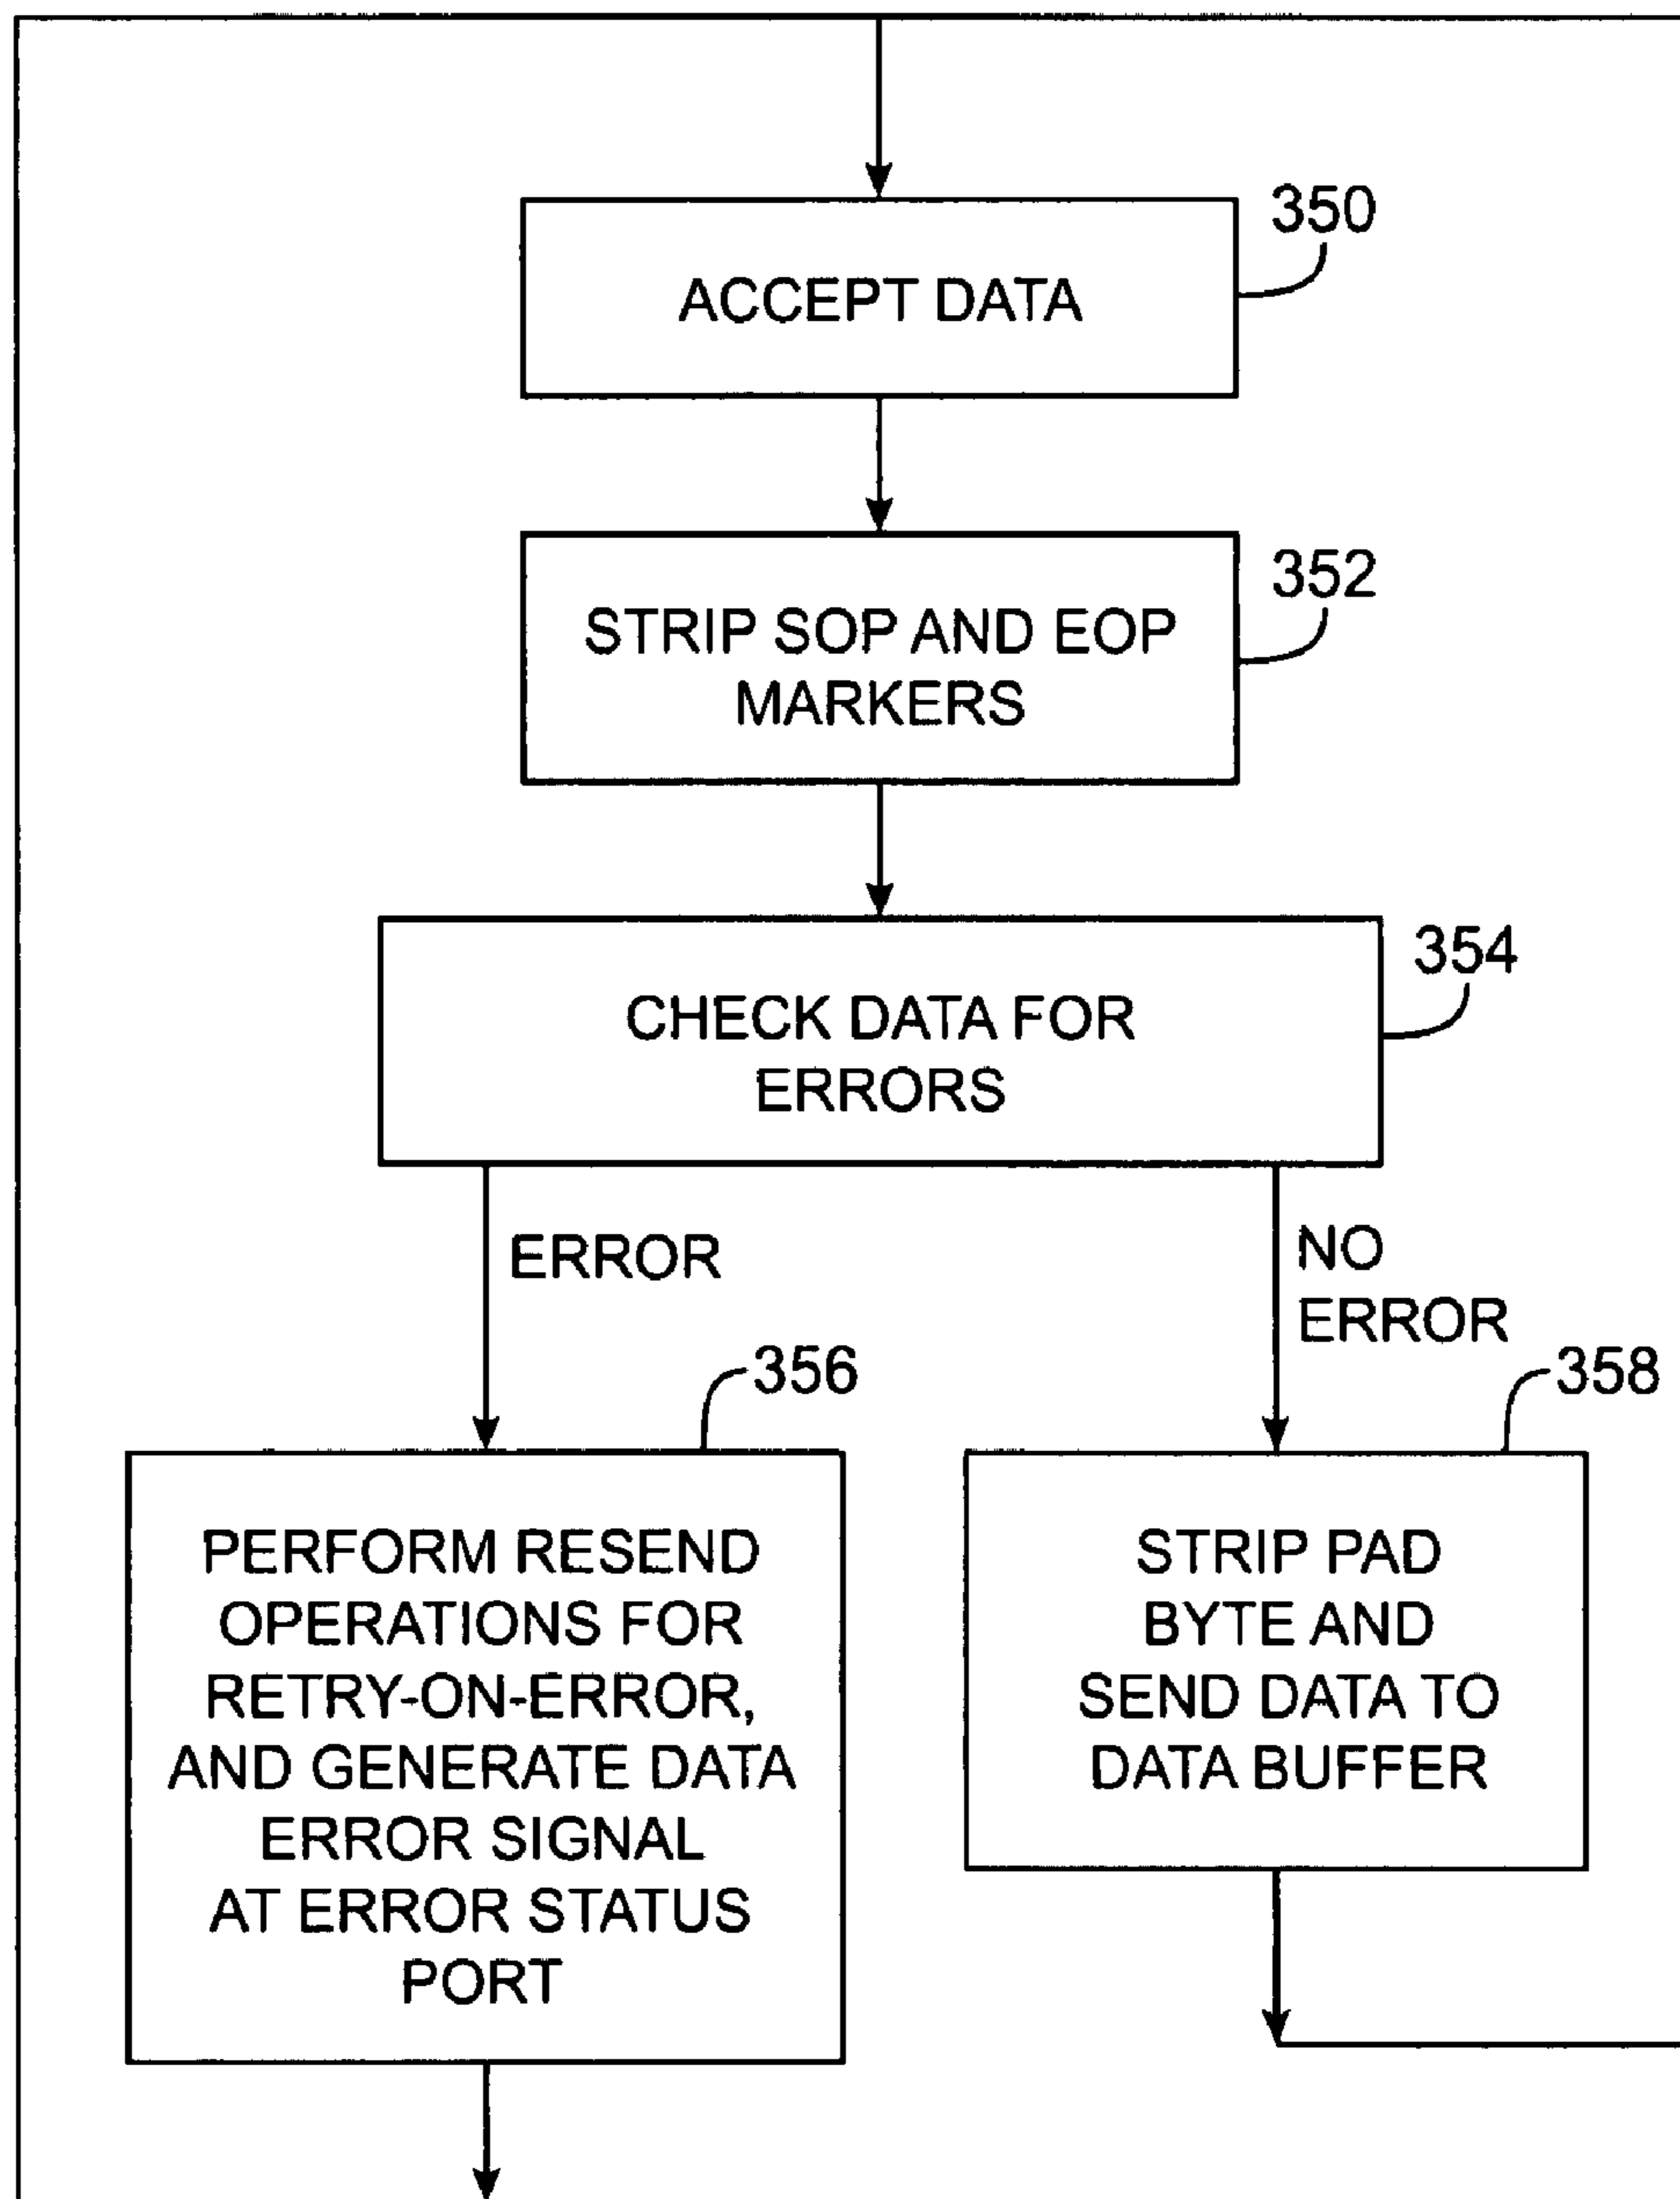 350
ACCEPT DATA
352
STRIP SOP AND EOP
MARKERS
354
CHECK DATA FOR
ERRORS
ERROR
NO
ERROR
356
358
PERFORM RESEND
OPERATIONS FOR
RETRY-ON-ERROR,
AND GENERATE DATA
ERROR SIGNAL
AT ERROR STATUS
PORT
STRIP PAD
BYTE AND
SEND DATA TO
DATA BUFFER